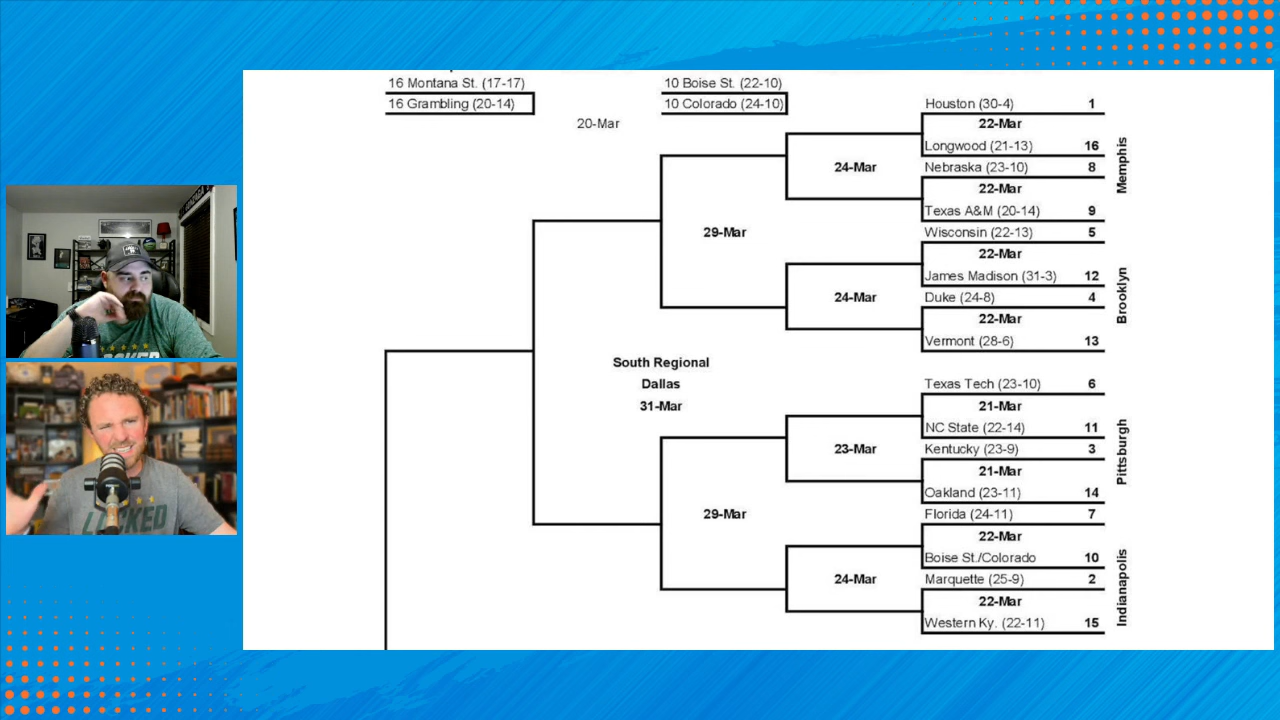 16 Montana St. (17-17)
16 Grambling (20-14)
20-Mar
10 Boise St. (22-10)
10 Colorado (24-10)
Houston (30-4) 1
22-Mar
Longwood (21-13) 16
24-Mar
Nebraska (23-10) 8
22-Mar
Texas A&M (20-14) 9
Memphis
29-Mar
Wisconsin (22-13) 5
22-Mar
James Madison (31-3) 12
24-Mar
Duke (24-8) 4
22-Mar
Vermont (28-6) 13
Brooklyn
South Regional
Dallas
31-Mar
Texas Tech (23-10) 6
21-Mar
NC State (22-14) 11
23-Mar
Kentucky (23-9) 3
21-Mar
Oakland (23-11) 14
Pittsburgh
29-Mar
Florida (24-11) 7
22-Mar
Boise St./Colorado 10
24-Mar
Marquette (25-9) 2
22-Mar
Western Ky. (22-11) 15
Indianapolis
LOCKED